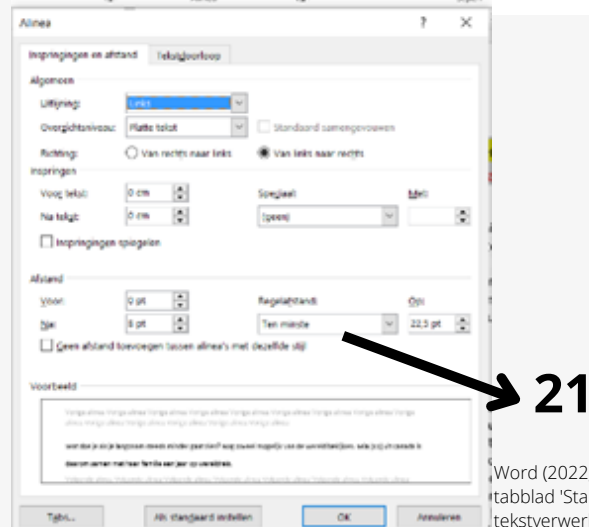 Alinea ? X
Inspringingen en afstand Tekstdoorloop
Algemeen
Uitlijning: Links
Overzichtsniveau: Platte tekst Standaard samengevouwen
Richting: Van rechts naar links Van links naar rechts
Inspringen
Voor tekst: 0 cm Speciaal: Met:
Na tekst: 0 cm (geen)
Inspringingen spiegelen
Afstand
Voor: 0 pt Regelafstand: Op:
Na: 8 pt Ten minste 22,5 pt
Geen afstand toevoegen tussen alinea's met dezelfde stijl
21
Voorbeeld
Word (2022
tabblad 'Sta
tekstverwer
Tabs... Als standaard instellen OK Annuleren